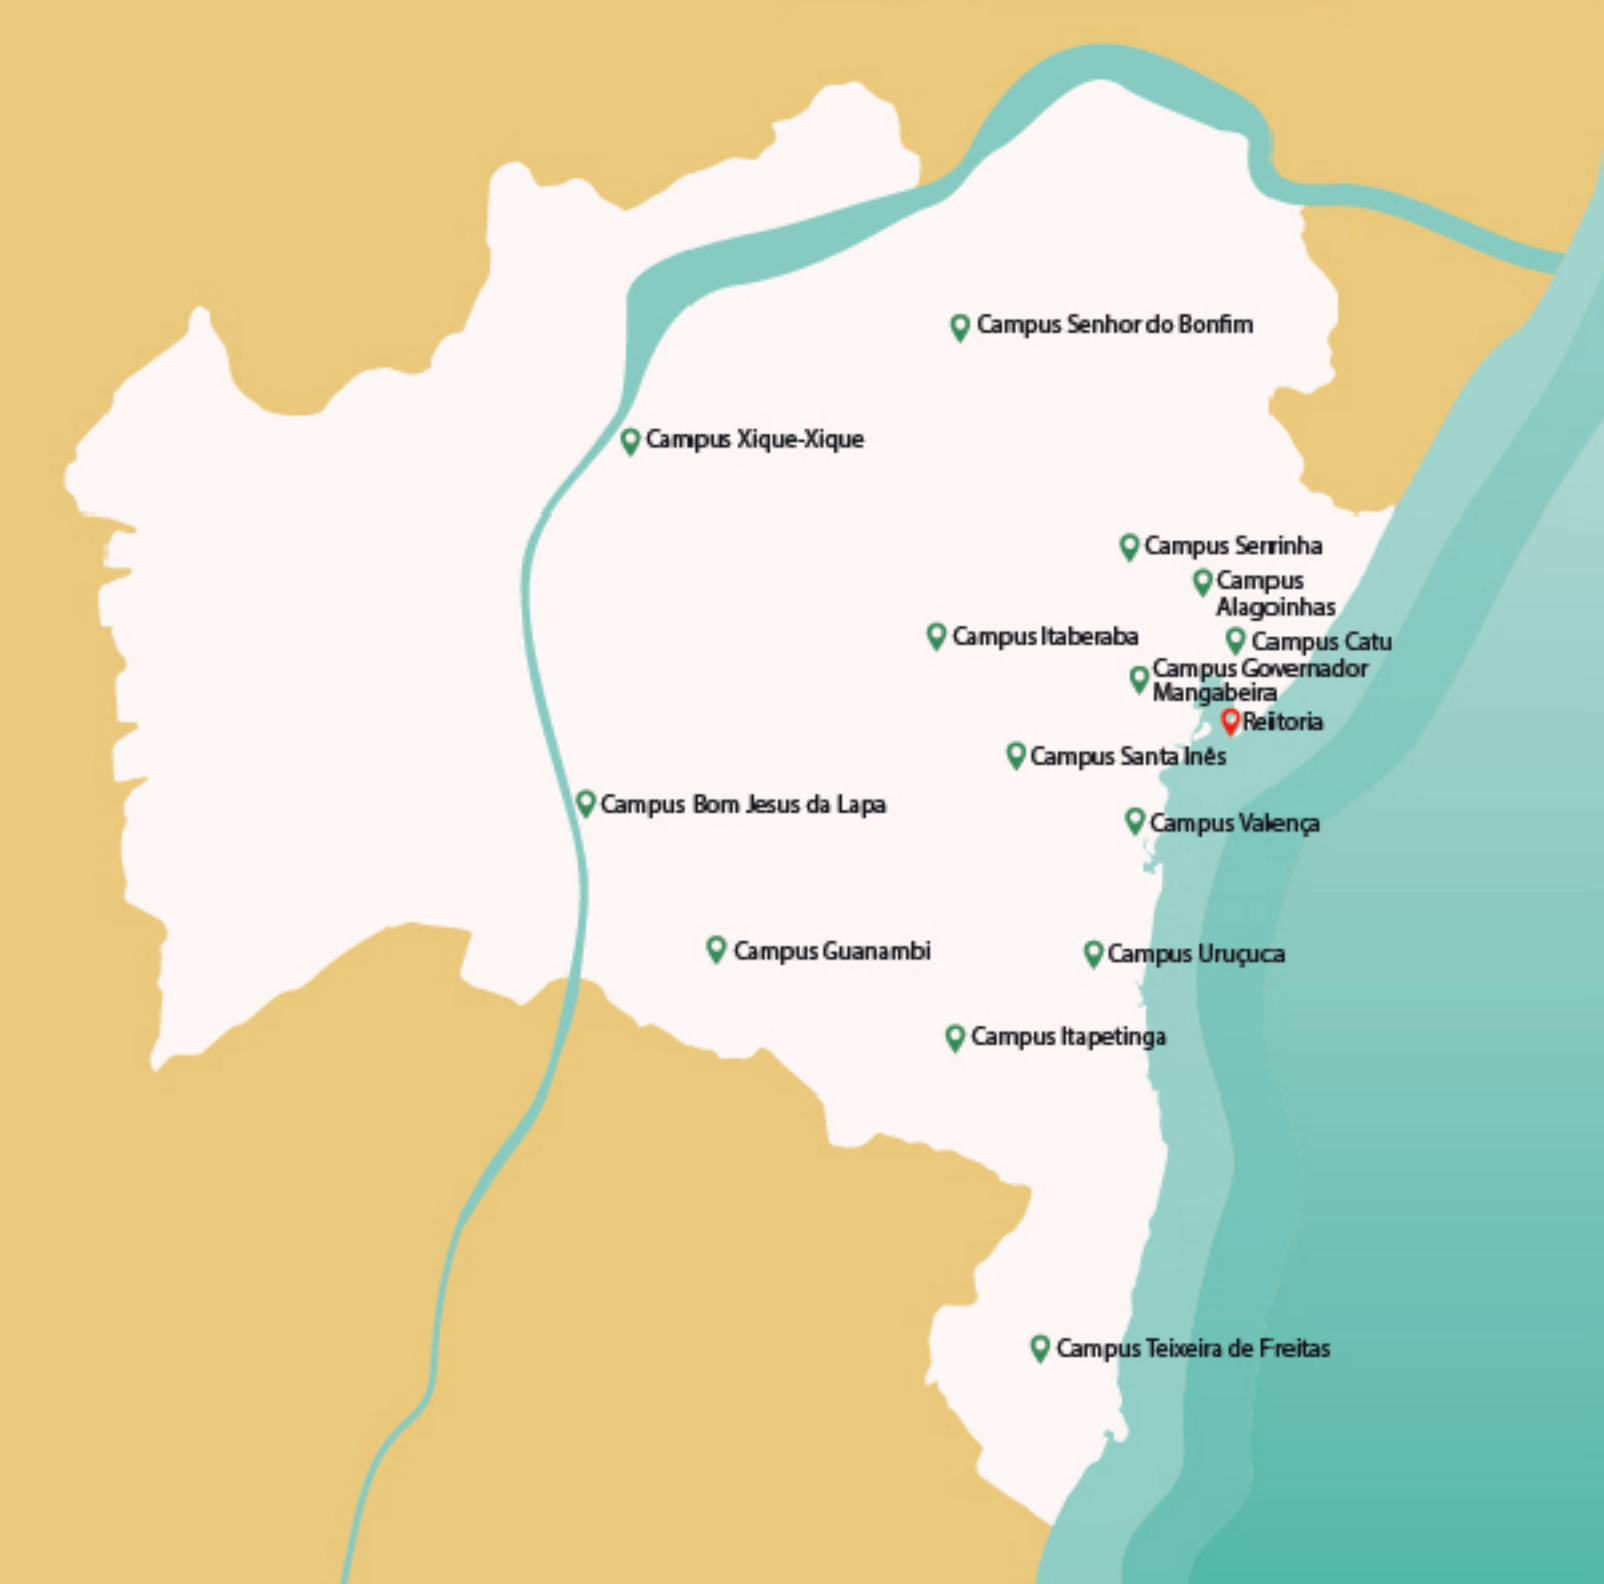 Campus Senhor do Bonfim
Campus Xique-Xique
Campus Serrinha
Campus
Alagoinhas
Campus Itaberaba
Campus Catu
Campus Governador
Mangabeira
Reitoria
Campus Santa Inês
Campus Bom Jesus da Lapa
Campus Valença
Campus Guanambi
Campus Uruçuca
Campus Itapetinga
Campus Teixeira de Freitas